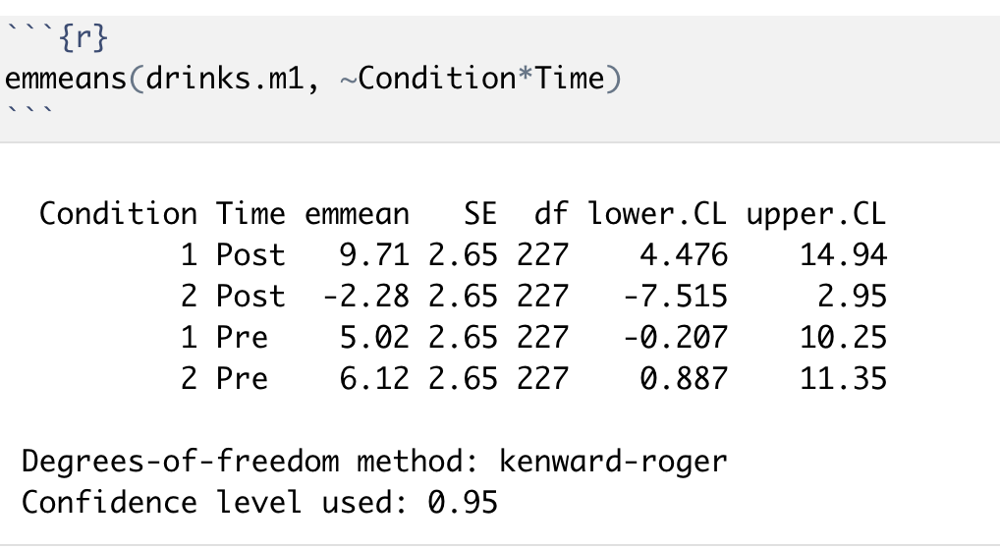 ```{r}
emmeans(drinks.m1, ~Condition*Time)
```
Condition Time emmean SE df lower.CL upper.CL
1 Post 9.71 2.65 227 4.476 14.94
2 Post -2.28 2.65 227 -7.515 2.95
1 Pre 5.02 2.65 227 -0.207 10.25
2 Pre 6.12 2.65 227 0.887 11.35
Degrees-of-freedom method: kenward-roger
Confidence level used: 0.95